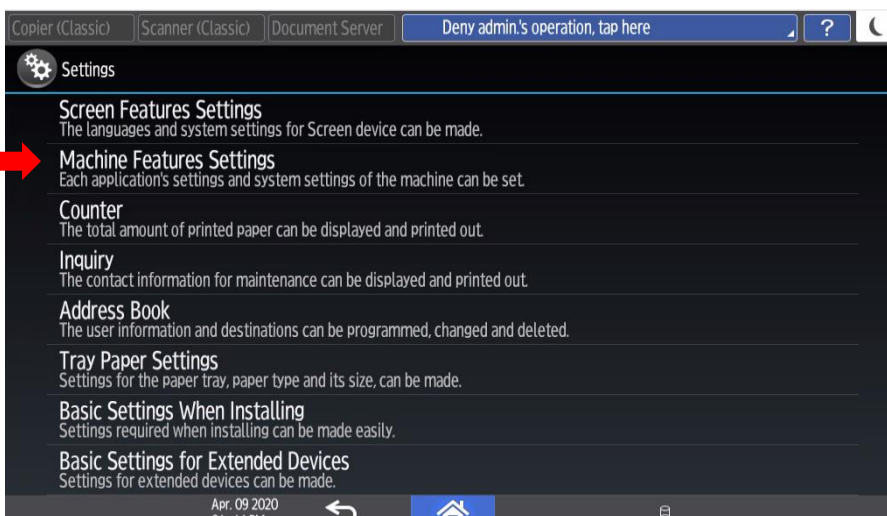 Copier (Classic) Scanner (Classic) Document Server Deny admin.'s operation, tap here ?
Settings
Screen Features Settings
The languages and system settings for Screen device can be made.
Machine Features Settings
Each application's settings and system settings of the machine can be set.
Counter
The total amount of printed paper can be displayed and printed out.
Inquiry
The contact information for maintenance can be displayed and printed out.
Address Book
The user information and destinations can be programmed, changed and deleted.
Tray Paper Settings
Settings for the paper tray, paper type and its size, can be made.
Basic Settings When Installing
Settings required when installing can be made easily.
Basic Settings for Extended Devices
Settings for extended devices can be made.
Apr. 09 2020